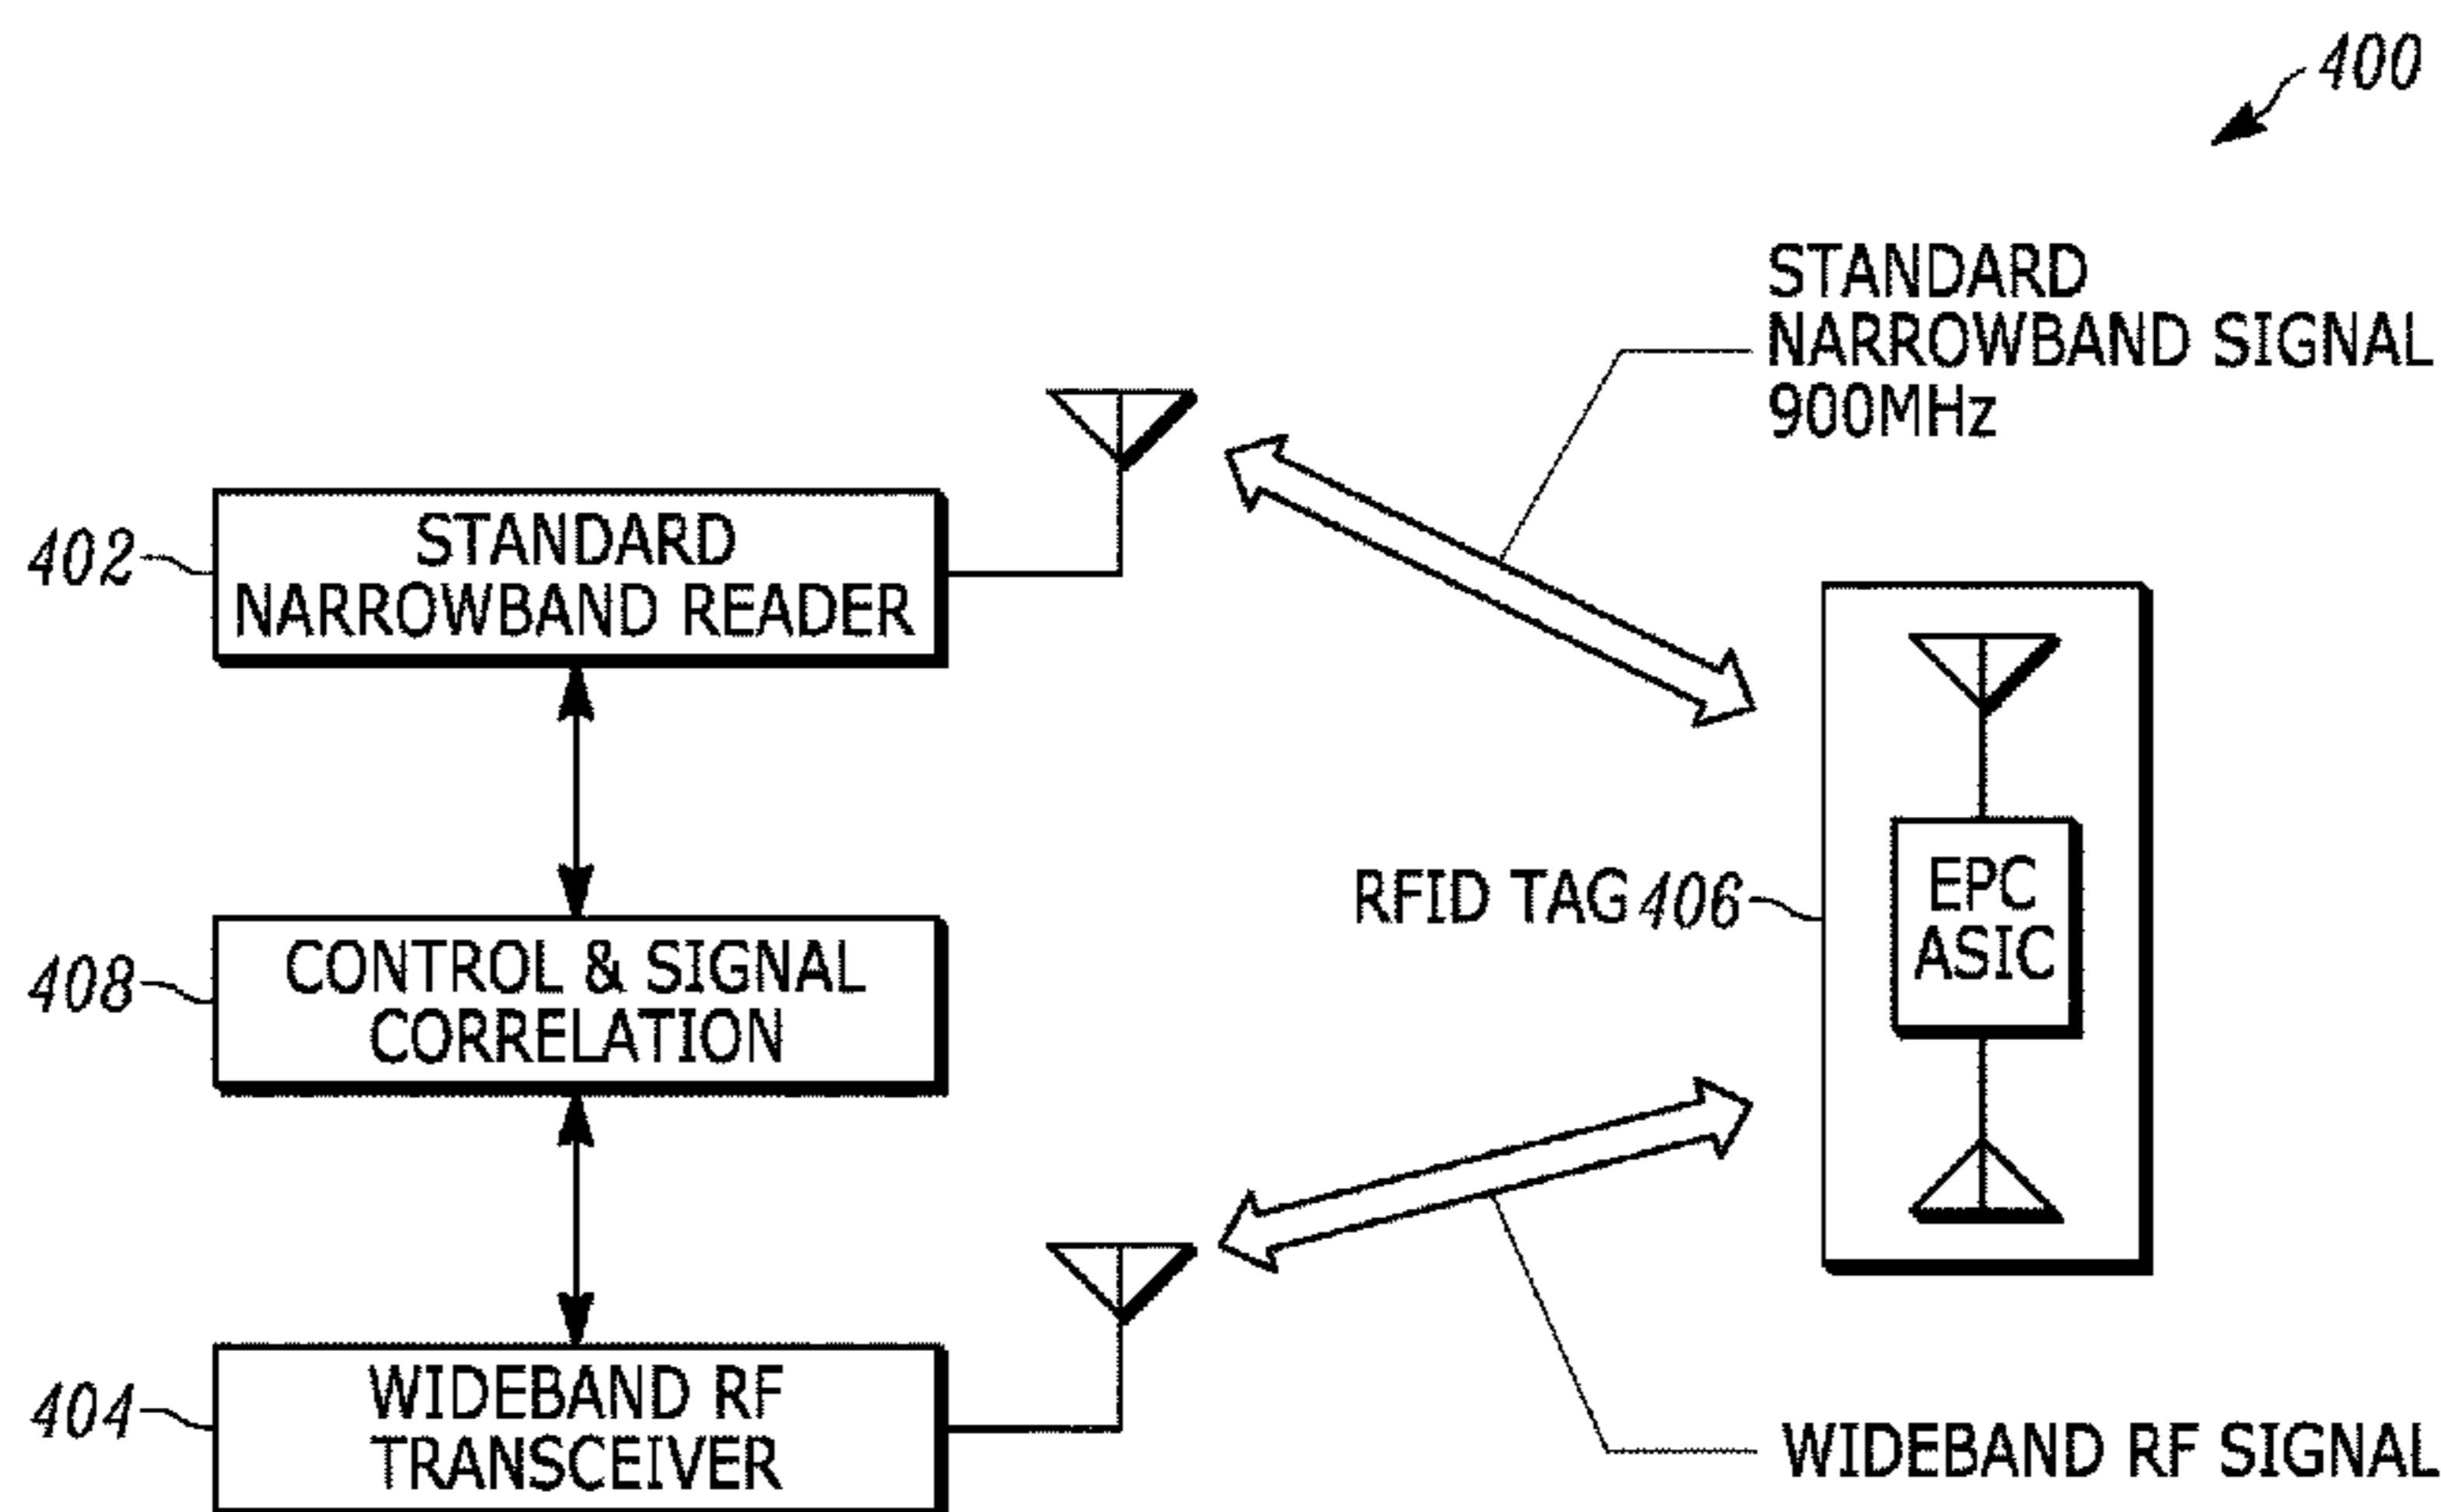 400
STANDARD
NARROWBAND SIGNAL
900MHz
402
STANDARD
NARROWBAND READER
RFID TAG 406
EPC
ASIC
408
CONTROL & SIGNAL
CORRELATION
404
WIDEBAND RF
TRANSCEIVER
WIDEBAND RF SIGNAL